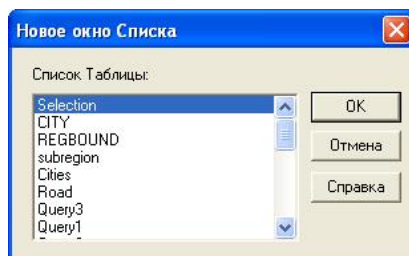 Новое окно Списка
Список Таблицы:
Selection
CITY
REGBOUND
subregion
Cities
Road
Query3
Query1
OK
Отмена
Справка